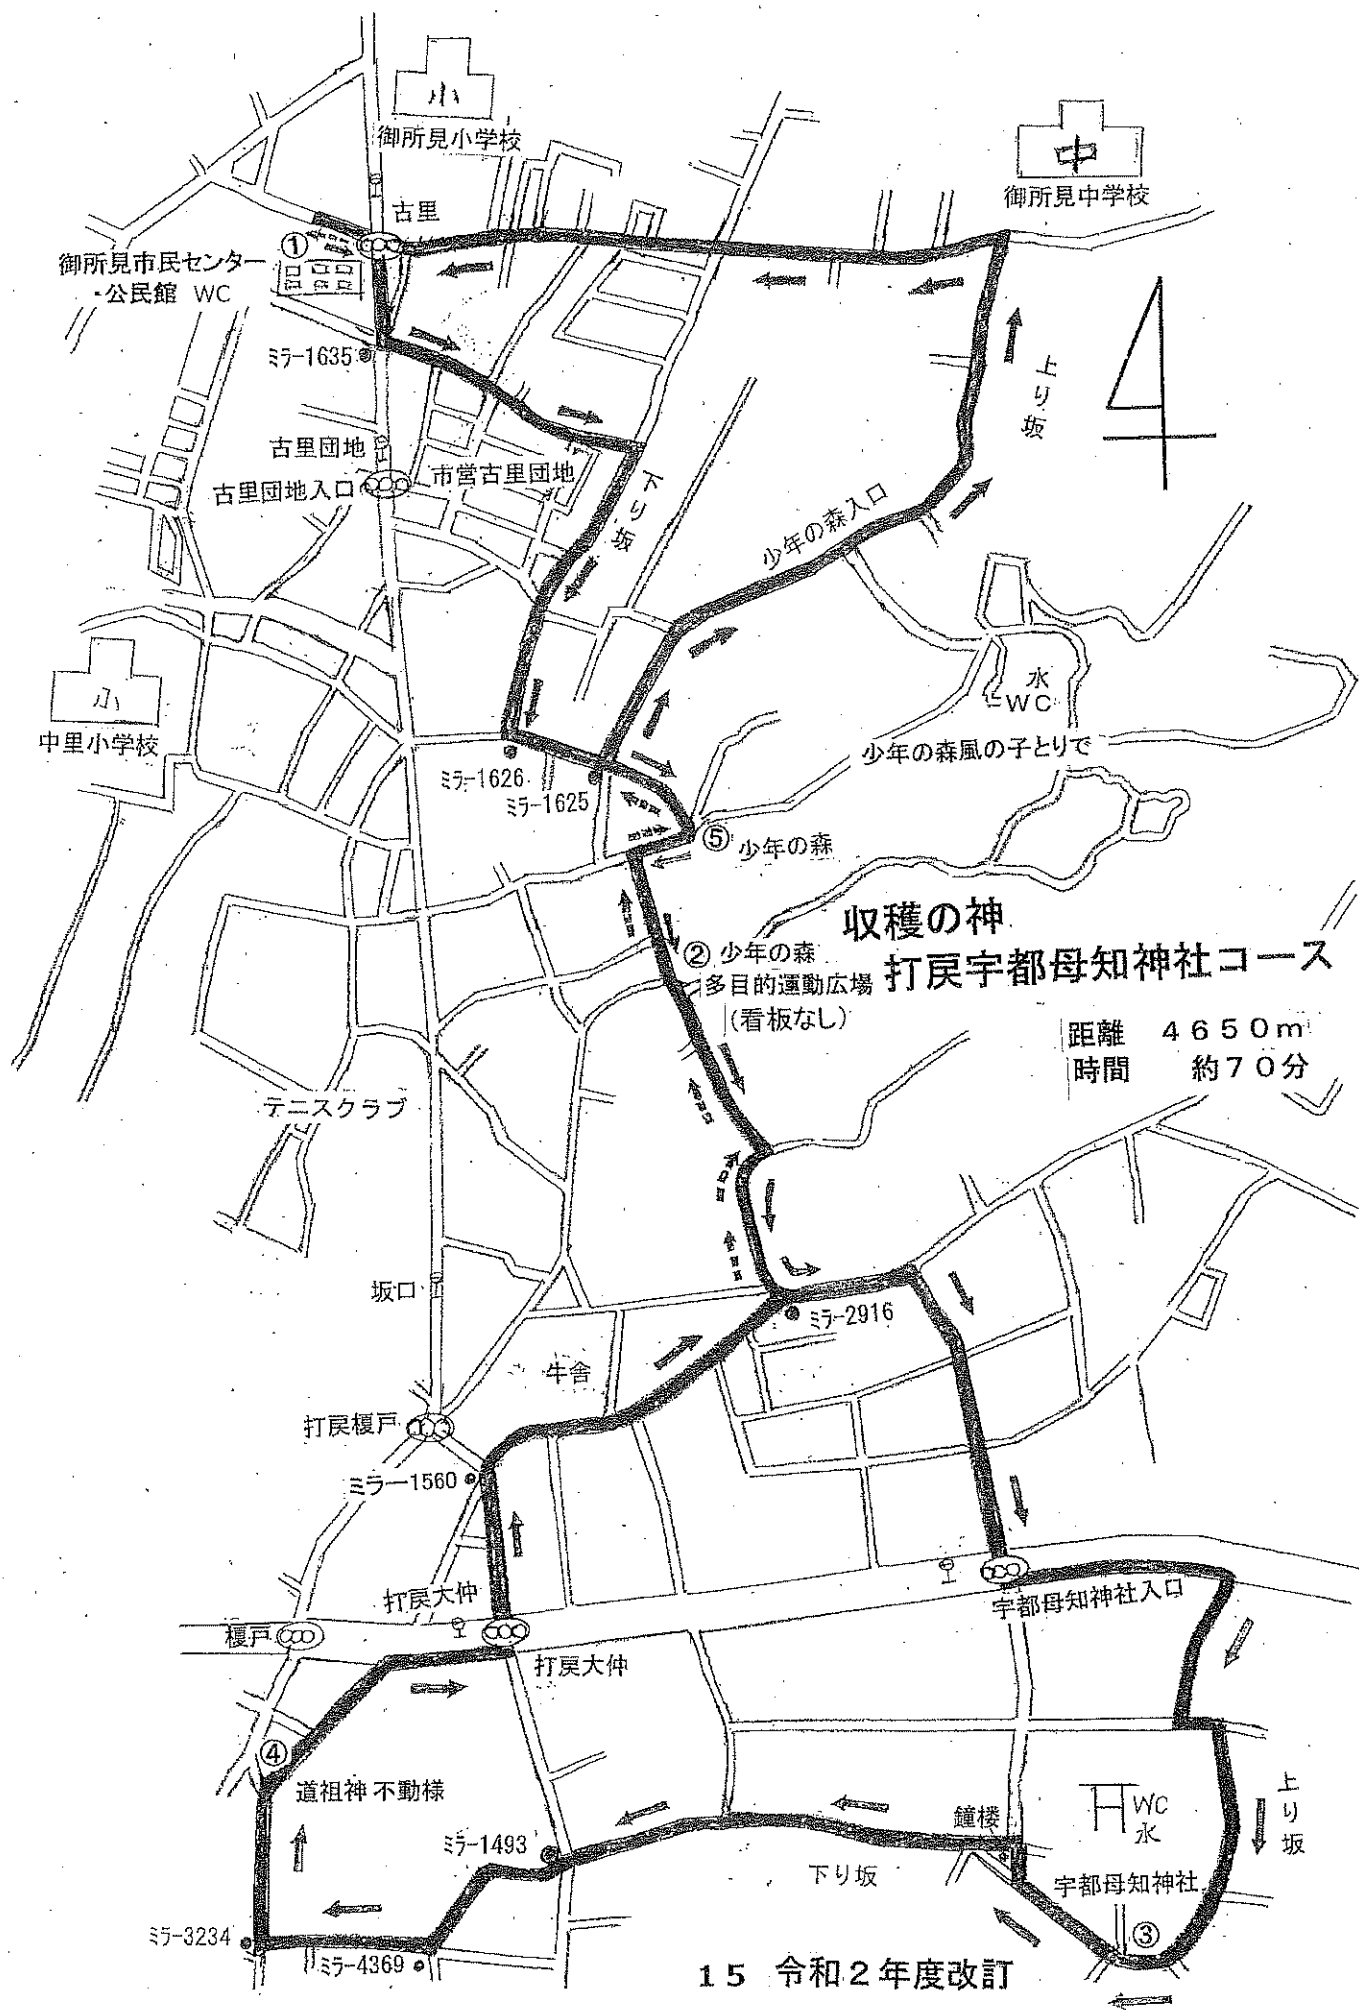 小
御所見小学校
中
御所見中学校
古里
①
御所見市民センター
・公民館 WC
ミラー1635
上り坂
古里団地
市営古里団地
古里団地入口
下り坂
少年の森入口
小
中里小学校
水
WC
少年の森風の子とりで
ミラー1626
ミラー1625
⑤ 少年の森
収穫の神
打戻宇都母知神社コース
② 少年の森
多目的運動広場
(看板なし)
距離 4650m
時間 約70分
テニスクラブ
坂口
ミラー2916
牛舎
打戻榎戸
ミラー1560
打戻大仲
宇都母知神社入口
榎戸
打戻大仲
④
道祖神 不動様
ミラー1493
鐘楼
WC
水
上り坂
下り坂
宇都母知神社
③
ミラー3234
ミラー4369
15 令和2年度改訂